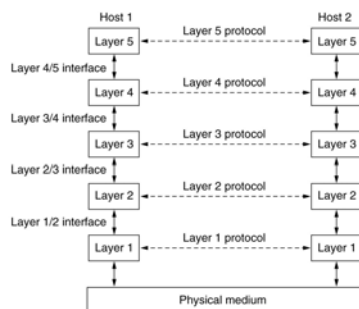 Host 1 Host 2
Layer 5 Layer 5 protocol Layer 5
Layer 4/5 interface
Layer 4 Layer 4 protocol Layer 4
Layer 3/4 interface
Layer 3 Layer 3 protocol Layer 3
Layer 2/3 interface
Layer 2 Layer 2 protocol Layer 2
Layer 1/2 interface
Layer 1 Layer 1 protocol Layer 1
Physical medium